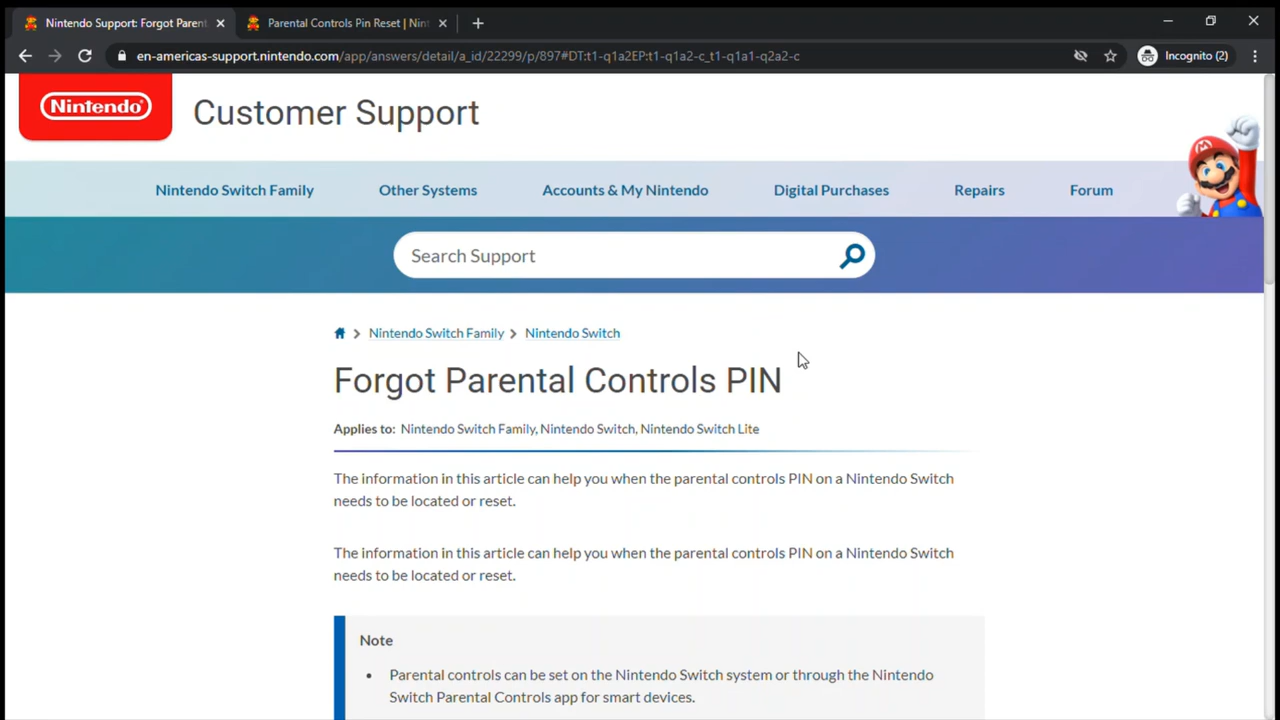 Nintendo Support: Forgot Parent
Parental Controls Pin Reset | Nin
en-americas-support.nintendo.com/app/answers/detail/a_id/22299/p/897#DT:t1-q1a2EP:t1-q1a2-c_t1-q1a1-q2a2-c
Incognito (2)
Nintendo
Customer Support
Nintendo Switch Family
Other Systems
Accounts & My Nintendo
Digital Purchases
Repairs
Forum
Search Support
Nintendo Switch Family
Nintendo Switch
Forgot Parental Controls PIN
Applies to: Nintendo Switch Family, Nintendo Switch, Nintendo Switch Lite
The information in this article can help you when the parental controls PIN on a Nintendo Switch
needs to be located or reset.
The information in this article can help you when the parental controls PIN on a Nintendo Switch
needs to be located or reset.
Note
• Parental controls can be set on the Nintendo Switch system or through the Nintendo
Switch Parental Controls app for smart devices.